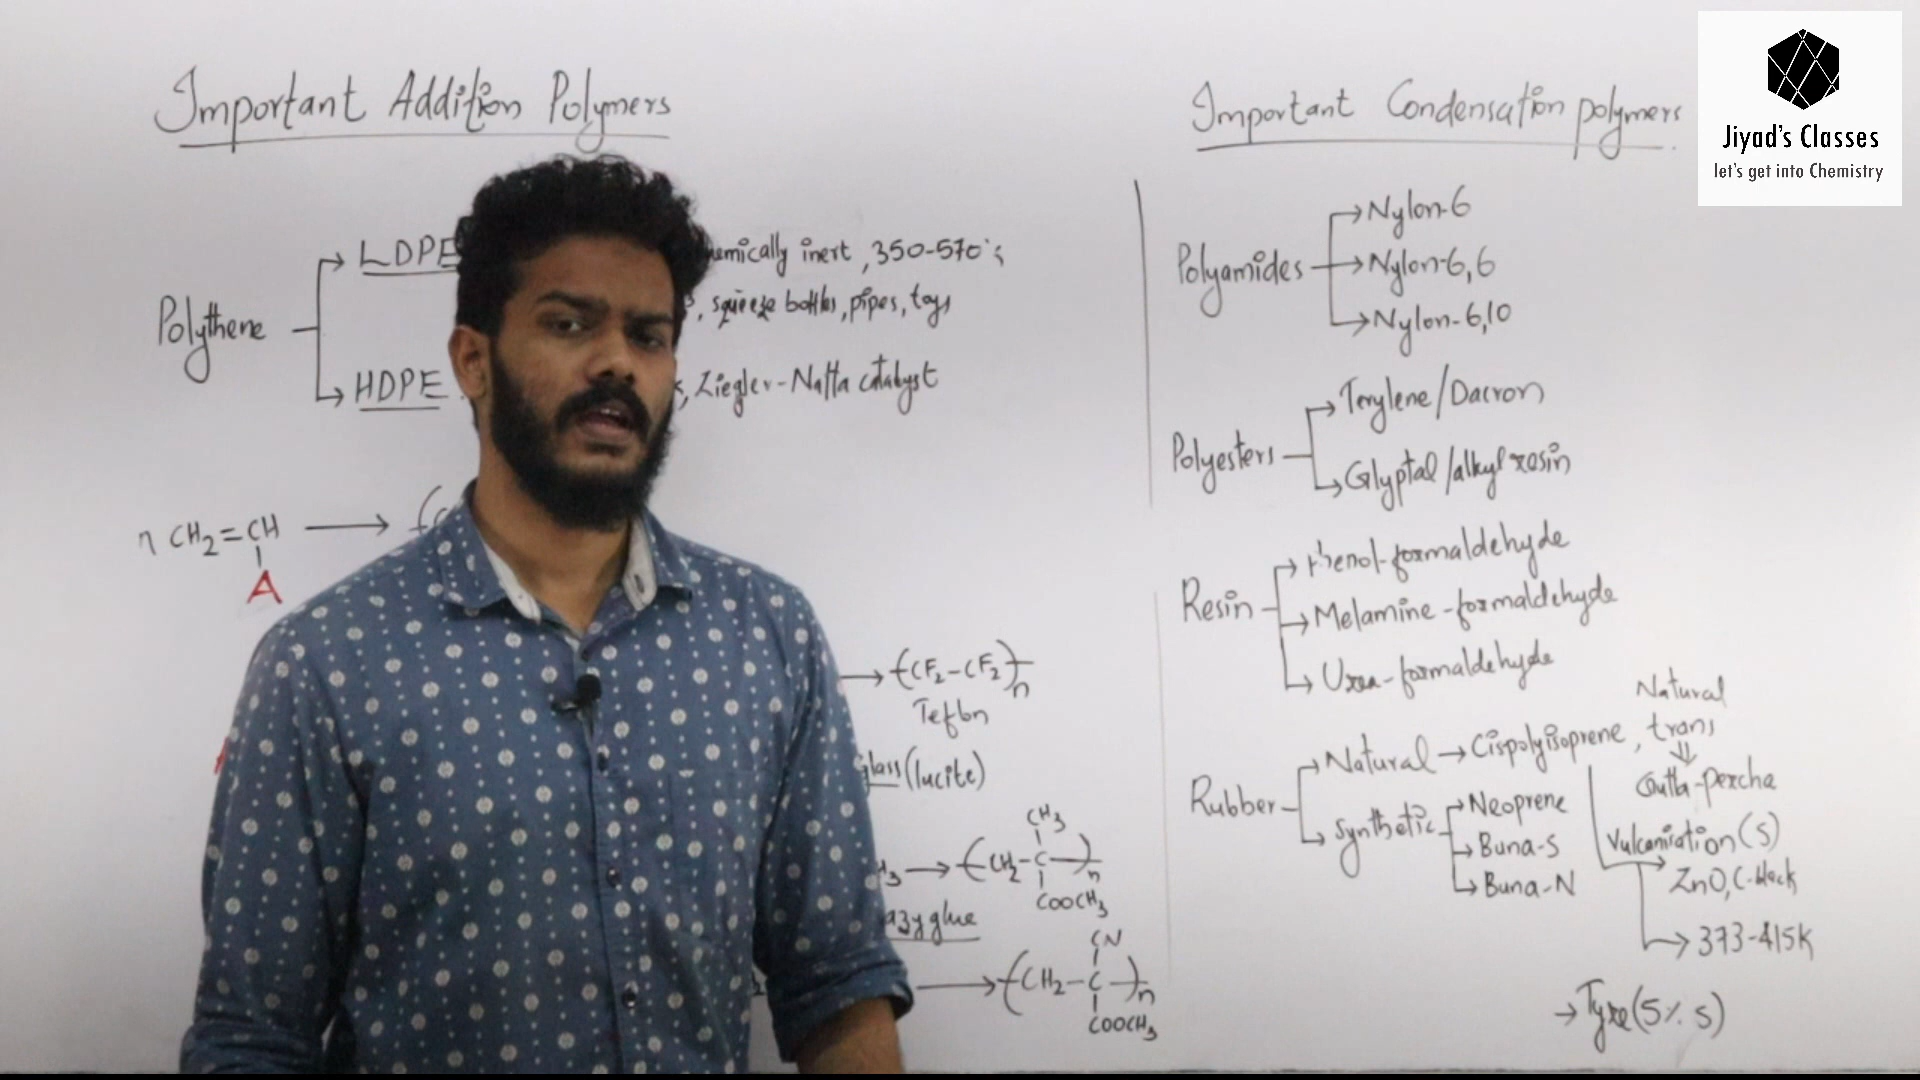 Important Addition Polymers
Polythene
LDPE
emically inert, 350-570°;
, squeeze bottles, pipes, toys
HDPE
, Ziegler-Natta catalyst
n CH2=CH
A
(CF2-CF2)n
Teflon
glass (lucite)
CH3
H3 → (CH2-C-)n
COOCH3
azy glue
CN
(CH2-C-)n
COOCH3
Important Condensation polymers
Polyamides
Nylon-6
Nylon-6,6
Nylon-6,10
Polyesters
Terylene/Dacron
Glyptal/alkyl resin
Resin
Phenol-formaldehyde
Melamine-formaldehyde
Urea-formaldehyde
Rubber
Natural → Cispolyisoprene,
Natural
trans
Gutta-percha
Synthetic
Neoprene
Buna-S
Buna-N
Vulcanisation (S)
ZnO, C-black
373-415K
→ Tyre (5% S)
Jiyad's Classes
let's get into Chemistry